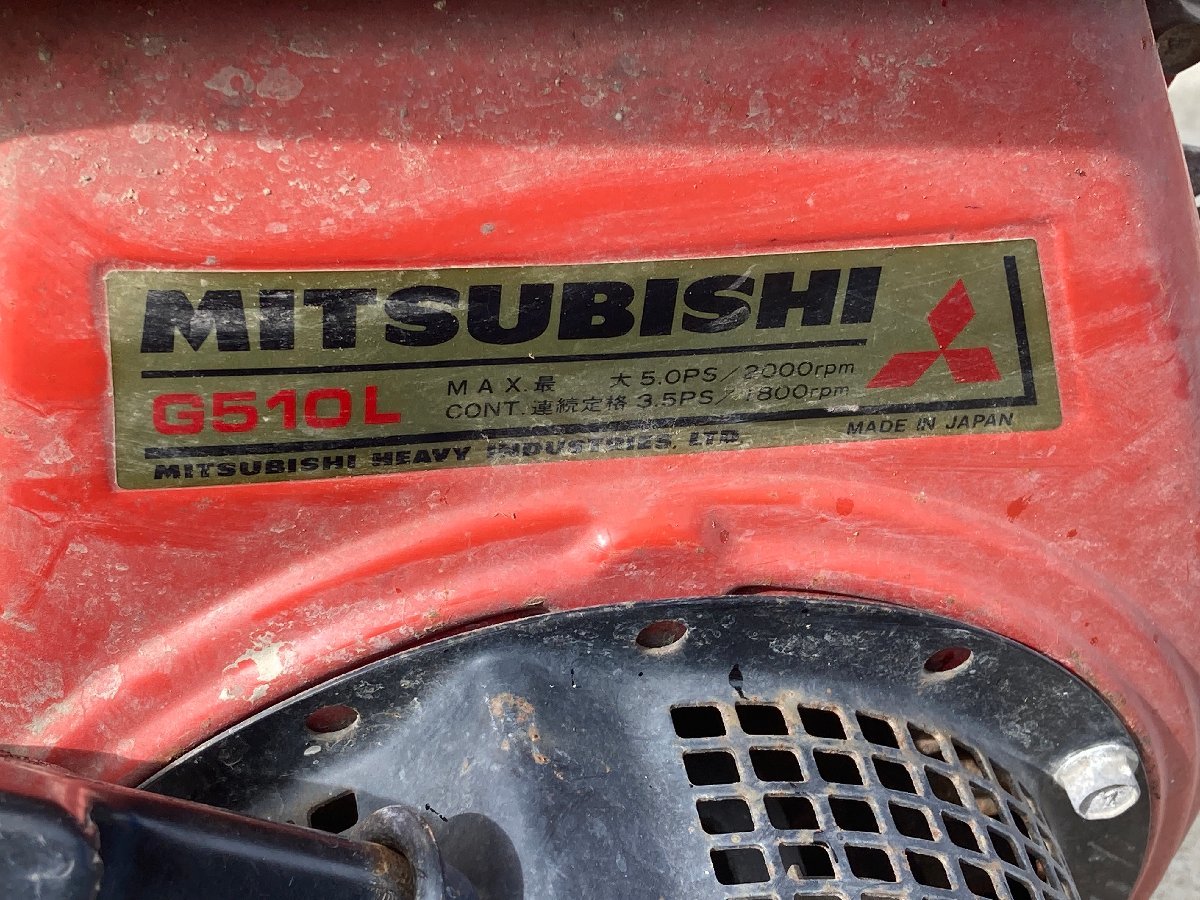 MITSUBISHI
G510L
MAX.最 大 5.0PS/2000rpm
CONT.連続定格 3.5PS/1800rpm
MADE IN JAPAN
MITSUBISHI HEAVY INDUSTRIES, LTD.